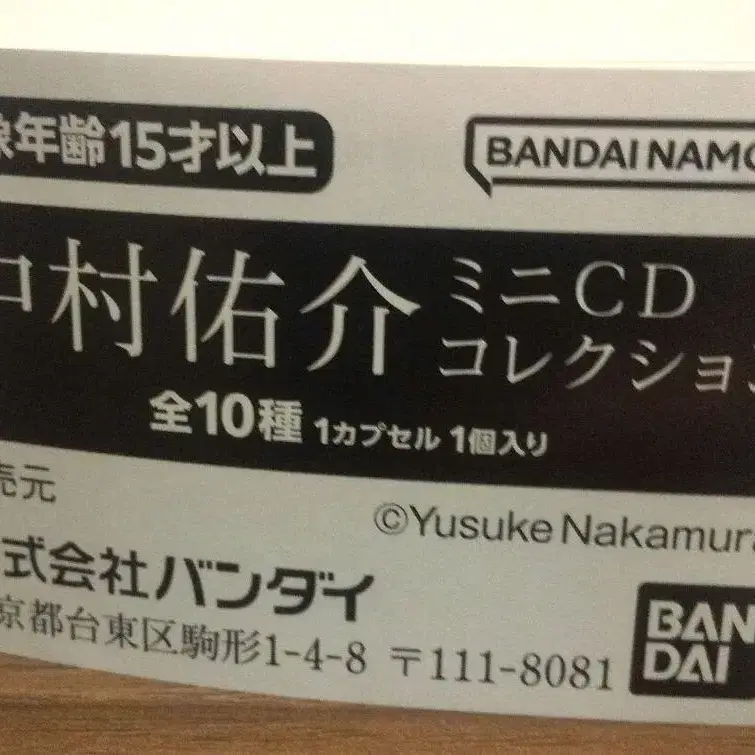 象年齢15才以上
BANDAI NAMCO
中村佑介 ミニCD
コレクション
全10種 1カプセル 1個入り
売元
©Yusuke Nakamura
式会社バンダイ
京都台東区駒形1-4-8 〒111-8081
BAN
DAI